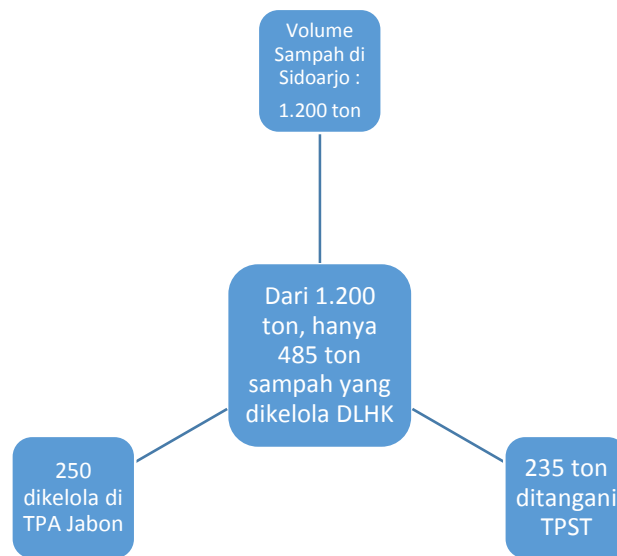 Volume
Sampah di
Sidoarjo :
1.200 ton
Dari 1.200
ton, hanya
485 ton
sampah yang
dikelola DLHK
250
dikelola di
TPA Jabon
235 ton
ditangani
TPST